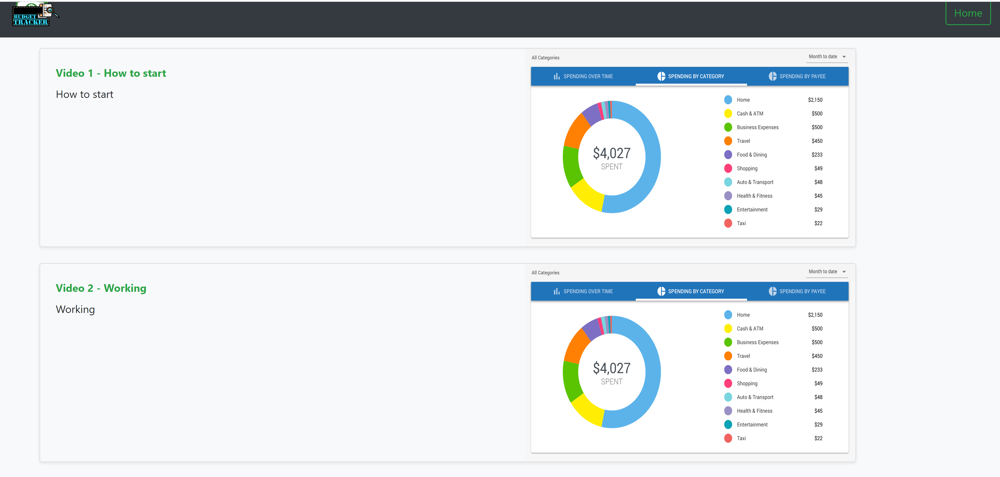 BUDGET
TRACKER
Home
Video 1 - How to start
How to start
All Categories
Month to date
SPENDING OVER TIME
SPENDING BY CATEGORY
SPENDING BY PAYEE
$4,027
SPENT
Home $2,150
Cash & ATM $500
Business Expenses $500
Travel $450
Food & Dining $233
Shopping $49
Auto & Transport $48
Health & Fitness $45
Entertainment $29
Taxi $22
Video 2 - Working
Working
All Categories
Month to date
SPENDING OVER TIME
SPENDING BY CATEGORY
SPENDING BY PAYEE
$4,027
SPENT
Home $2,150
Cash & ATM $500
Business Expenses $500
Travel $450
Food & Dining $233
Shopping $49
Auto & Transport $48
Health & Fitness $45
Entertainment $29
Taxi $22